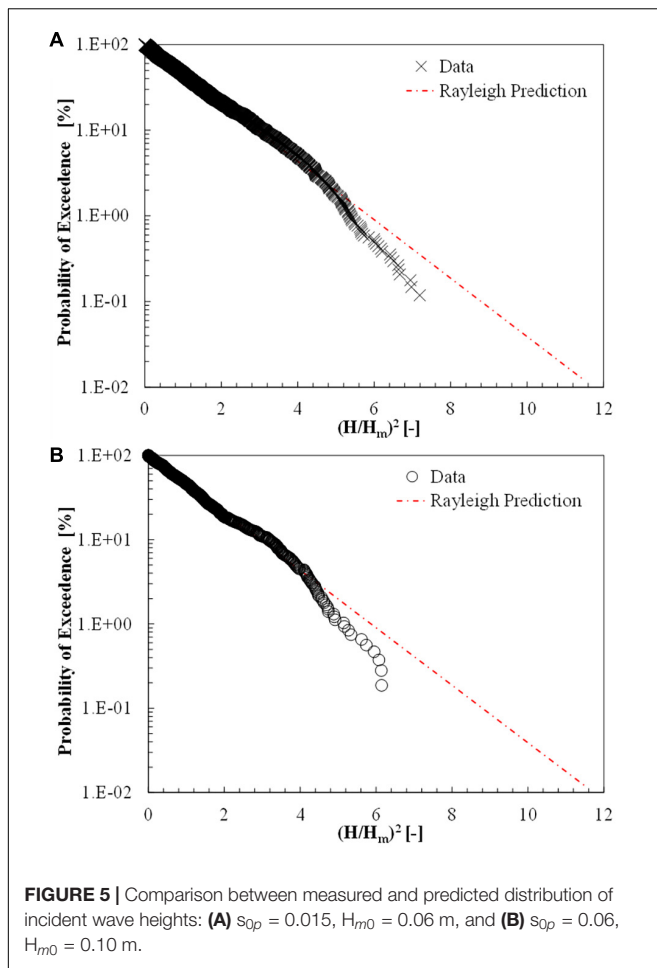 A
1.E+02
1.E+01
1.E+00
1.E-01
1.E-02
Probability of Exceedence [%]
× Data
Rayleigh Prediction
0 2 4 6 8 10 12
(H/Hm)² [-]
B
1.E+02
1.E+01
1.E+00
1.E-01
1.E-02
Probability of Exceedence [%]
Data
Rayleigh Prediction
0 2 4 6 8 10 12
(H/Hm)² [-]
FIGURE 5 | Comparison between measured and predicted distribution of
incident wave heights: (A) s0p = 0.015, Hm0 = 0.06 m, and (B) s0p = 0.06,
Hm0 = 0.10 m.